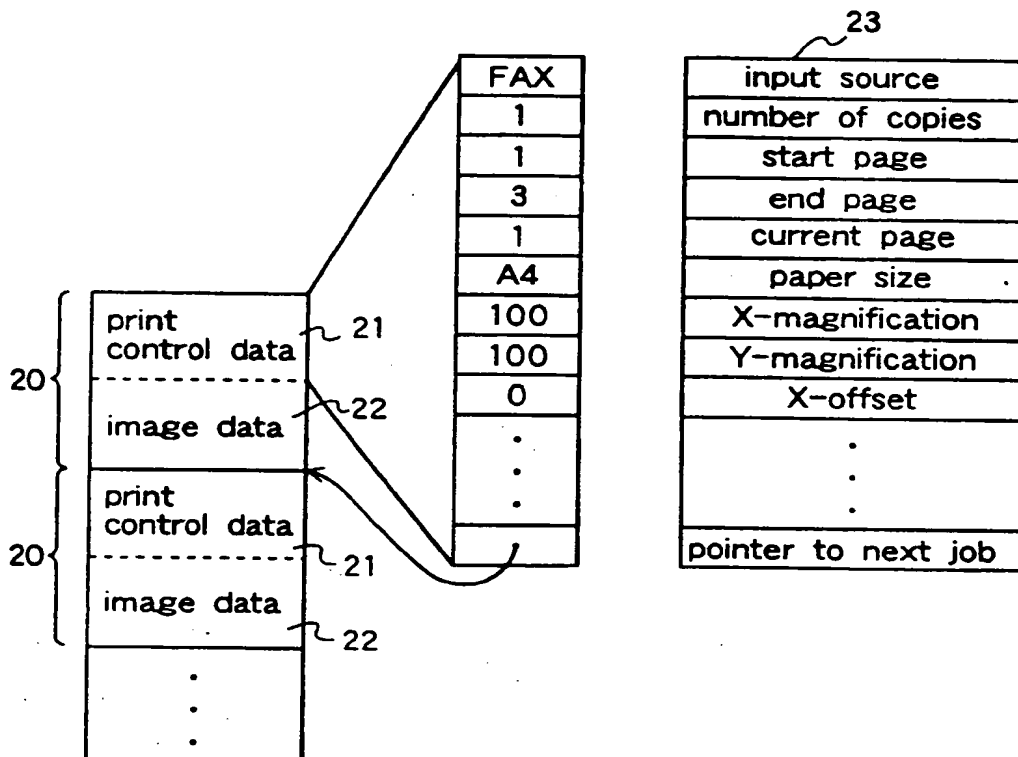 23
FAX
1
1
3
1
A4
100
100
0
input source
number of copies
start page
end page
current page
paper size
X-magnification
Y-magnification
X-offset
pointer to next job
20
print
control data
21
image data
22
20
print
control data
21
image data
22